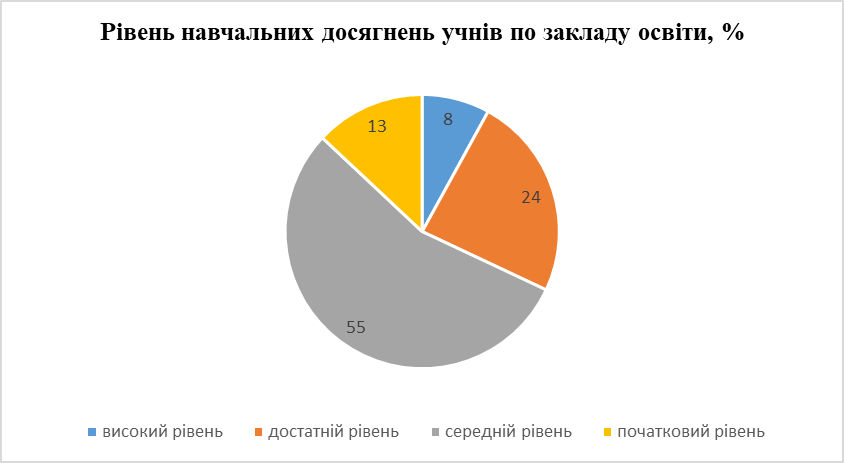 Рівень навчальних досягнень учнів по закладу освіти, %
8
13
24
55
високий рівень достатній рівень середній рівень початковий рівень